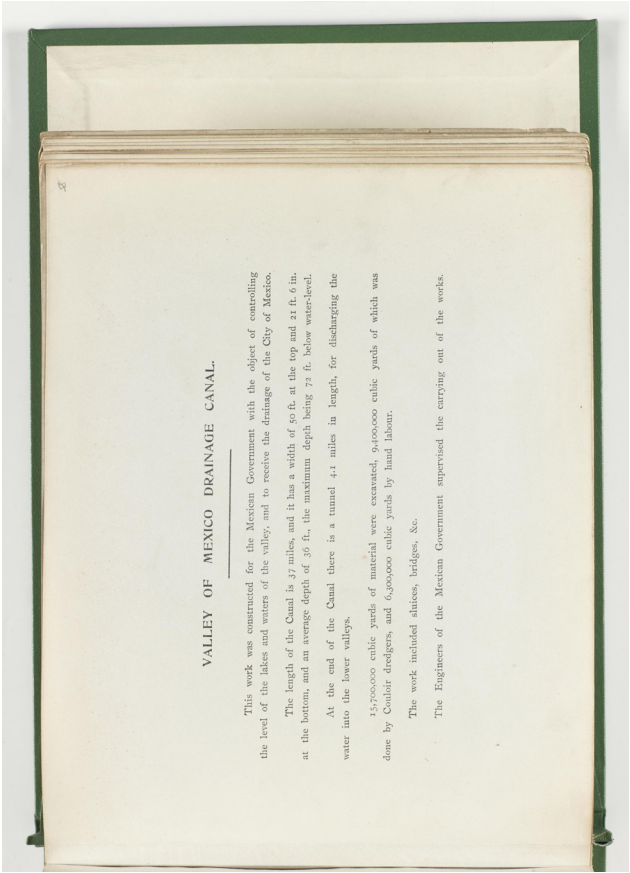 VALLEY OF MEXICO DRAINAGE CANAL.
This work was constructed for the Mexican Government with the object of controlling
the level of the lakes and waters of the valley, and to receive the drainage of the City of Mexico.
The length of the Canal is 37 miles, and it has a width of 50 ft. at the top and 21 ft. 6 in.
at the bottom, and an average depth of 36 ft., the maximum depth being 72 ft. below water-level.
At the end of the Canal there is a tunnel 4.1 miles in length, for discharging the
water into the lower valleys.
15,700,000 cubic yards of material were excavated, 9,400,000 cubic yards of which was
done by Couloir dredgers, and 6,300,000 cubic yards by hand labour.
The work included sluices, bridges, &c.
The Engineers of the Mexican Government supervised the carrying out of the works.